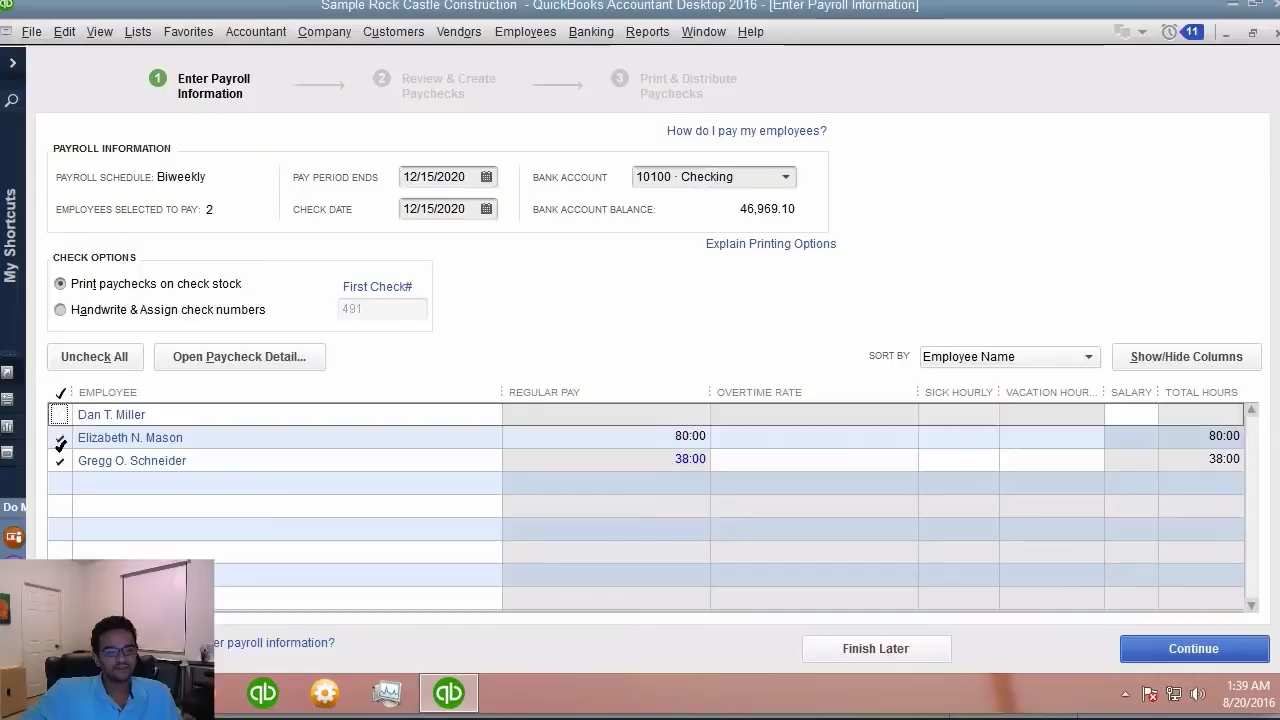 Sample Rock Castle Construction - QuickBooks Accountant Desktop 2016 - [Enter Payroll Information]
File Edit View Lists Favorites Accountant Company Customers Vendors Employees Banking Reports Window Help 11
1 Enter Payroll Information
2 Review & Create Paychecks
3 Print & Distribute Paychecks
How do I pay my employees?
PAYROLL INFORMATION
PAYROLL SCHEDULE: Biweekly PAY PERIOD ENDS 12/15/2020 BANK ACCOUNT 10100 · Checking
EMPLOYEES SELECTED TO PAY: 2 CHECK DATE 12/15/2020 BANK ACCOUNT BALANCE: 46,969.10
Explain Printing Options
CHECK OPTIONS
Print paychecks on check stock First Check#
Handwrite & Assign check numbers 491
Uncheck All Open Paycheck Detail... SORT BY Employee Name Show/Hide Columns
EMPLOYEE REGULAR PAY OVERTIME RATE SICK HOURLY VACATION HOUR... SALARY TOTAL HOURS
Dan T. Miller
Elizabeth N. Mason 80:00 80:00
Gregg O. Schneider 38:00 38:00
My Shortcuts
Do M
er payroll information? Finish Later Continue
qb qb
1:39 AM
8/20/2016